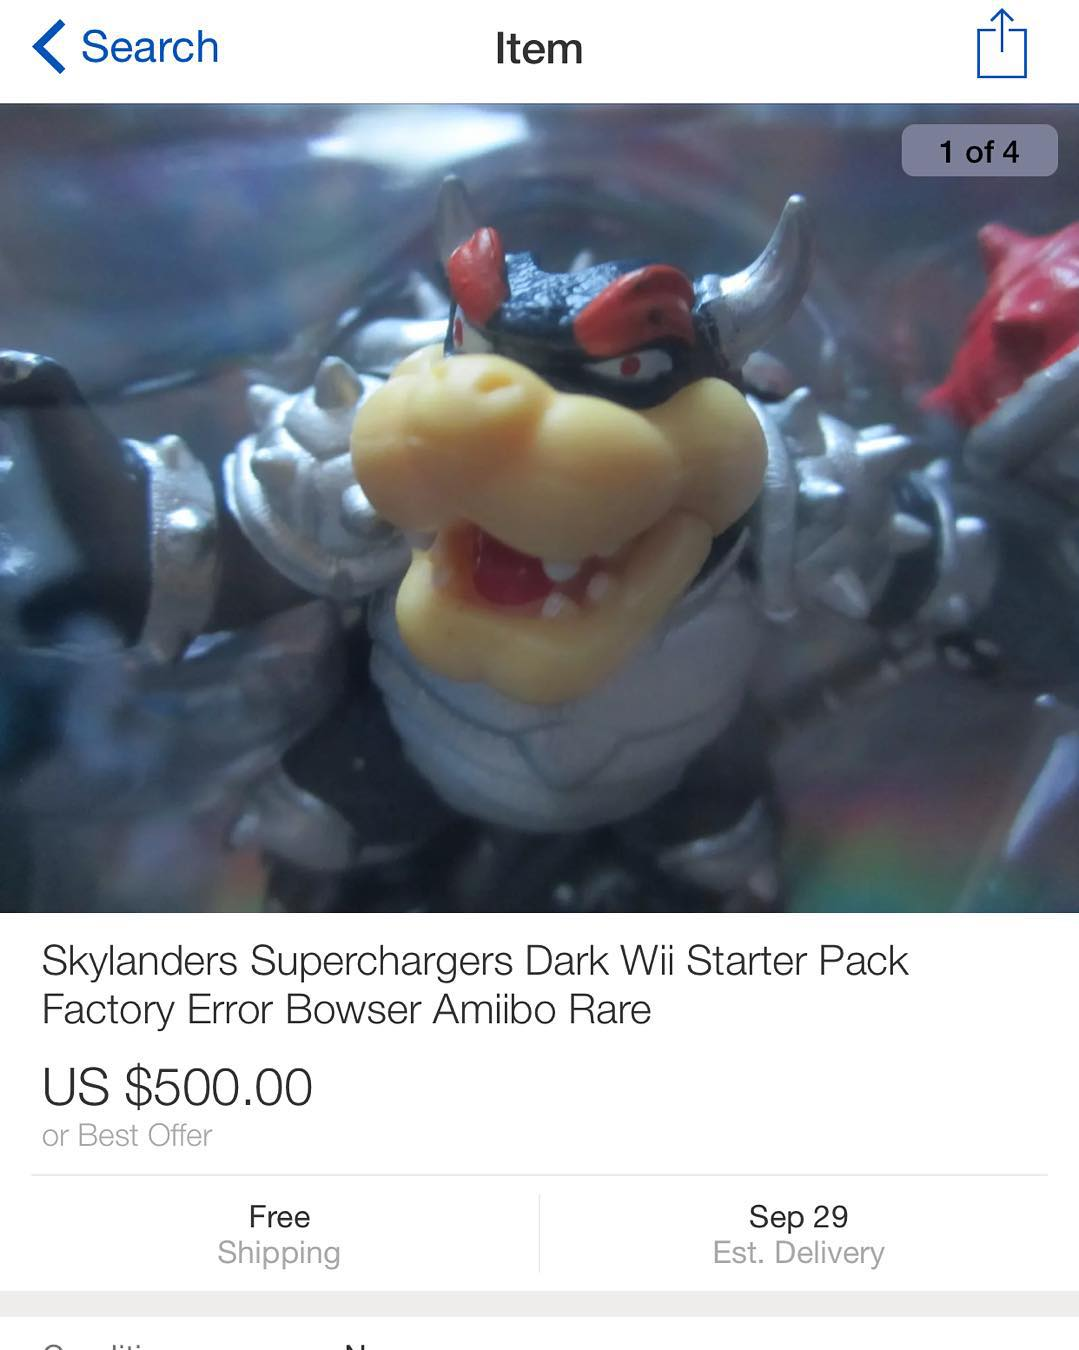 Search
Item
1 of 4
Skylanders Superchargers Dark Wii Starter Pack
Factory Error Bowser Amiibo Rare
US $500.00
or Best Offer
Free
Sep 29
Shipping
Est. Delivery